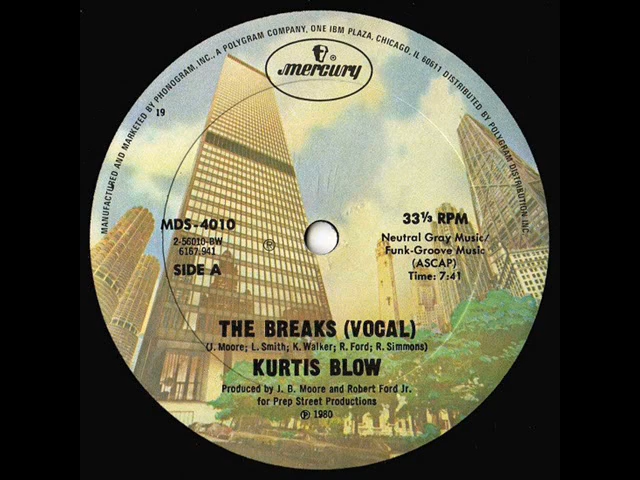 MANUFACTURED AND MARKETED BY PHONOGRAM, INC., A POLYGRAM COMPANY, ONE IBM PLAZA, CHICAGO, IL 60611 DISTRIBUTED BY POLYGRAM DISTRIBUTION INC.
mercury ®
19
MDS-4010
2-56010-BW
6167.941
SIDE A
℗
33⅓ RPM
Neutral Gray Music/
Funk-Groove Music
(ASCAP)
Time: 7:41
THE BREAKS (VOCAL)
(J. Moore; L. Smith; K. Walker; R. Ford; R. Simmons)
KURTIS BLOW
Produced by J. B. Moore and Robert Ford Jr.
for Prep Street Productions
℗ 1980